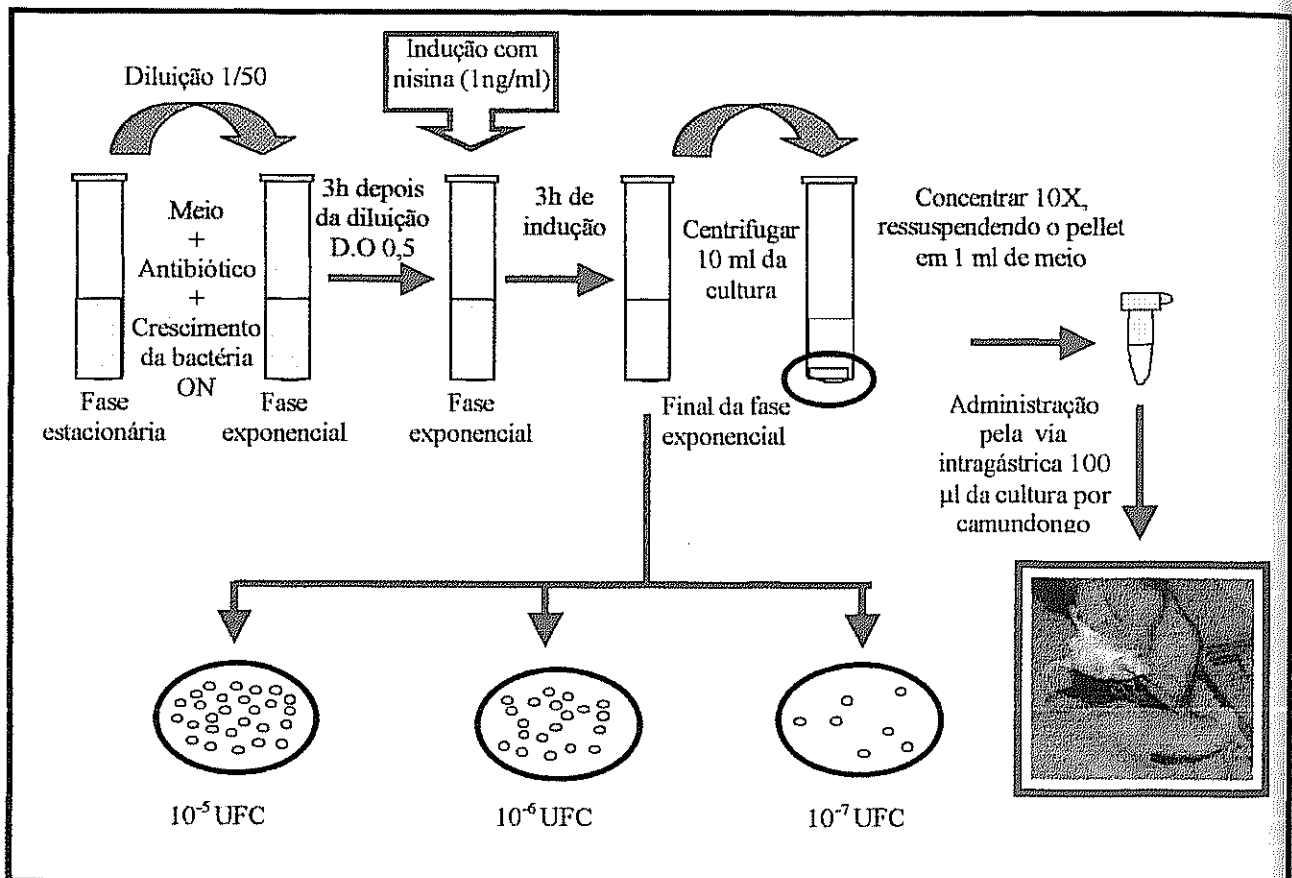 Indução com
nisina (1ng/ml)
Diluição 1/50
Meio
+
Antibiótico
+
Crescimento
da bactéria
ON
3h depois
da diluição
D.O 0,5
3h de
indução
Centrifugar
10 ml da
cultura
Concentrar 10X,
ressuspendendo o pellet
em 1 ml de meio
Fase
estacionária
Fase
exponencial
Fase
exponencial
Final da fase
exponencial
Administração
pela via
intragástrica 100
µl da cultura por
camundongo
10⁻⁵ UFC
10⁻⁶ UFC
10⁻⁷ UFC